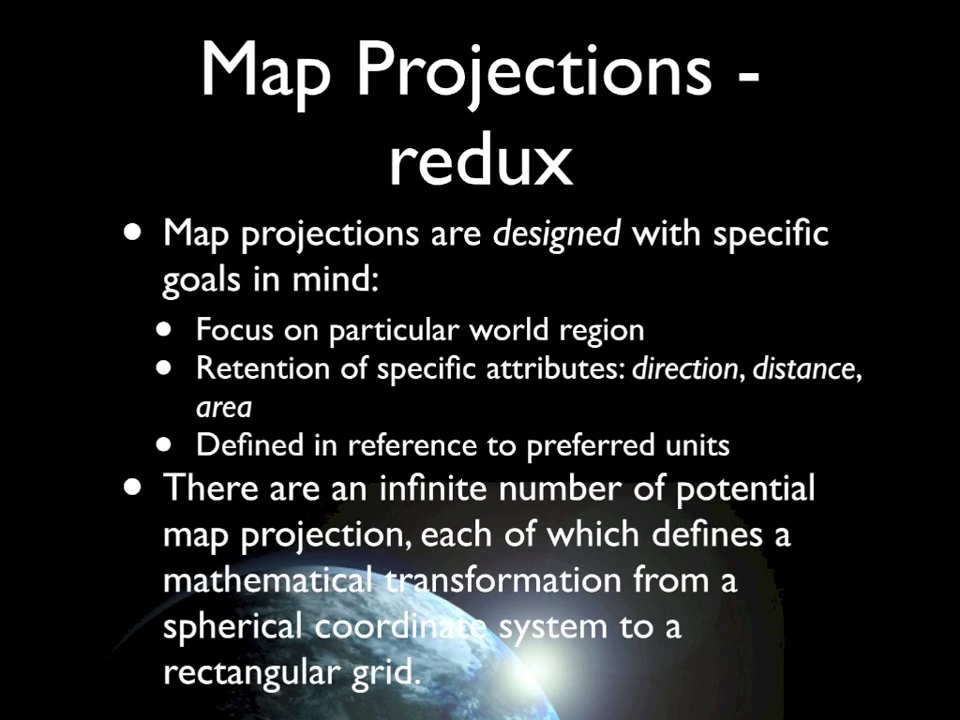 Map Projections -
redux
• Map projections are designed with specific
goals in mind:
• Focus on particular world region
• Retention of specific attributes: direction, distance,
area
• Defined in reference to preferred units
• There are an infinite number of potential
map projection, each of which defines a
mathematical transformation from a
spherical coordinate system to a
rectangular grid.